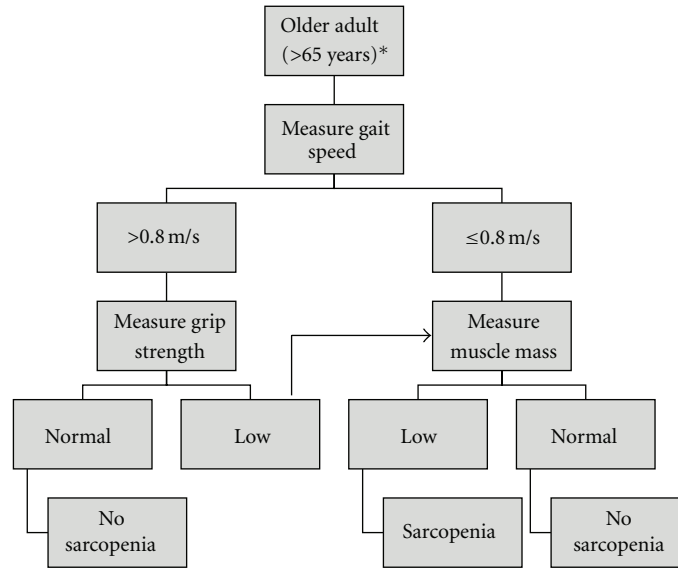 Older adult
(>65 years)*
Measure gait
speed
>0.8 m/s
≤0.8 m/s
Measure grip
strength
Measure
muscle mass
Normal
Low
Low
Normal
No
sarcopenia
Sarcopenia
No
sarcopenia